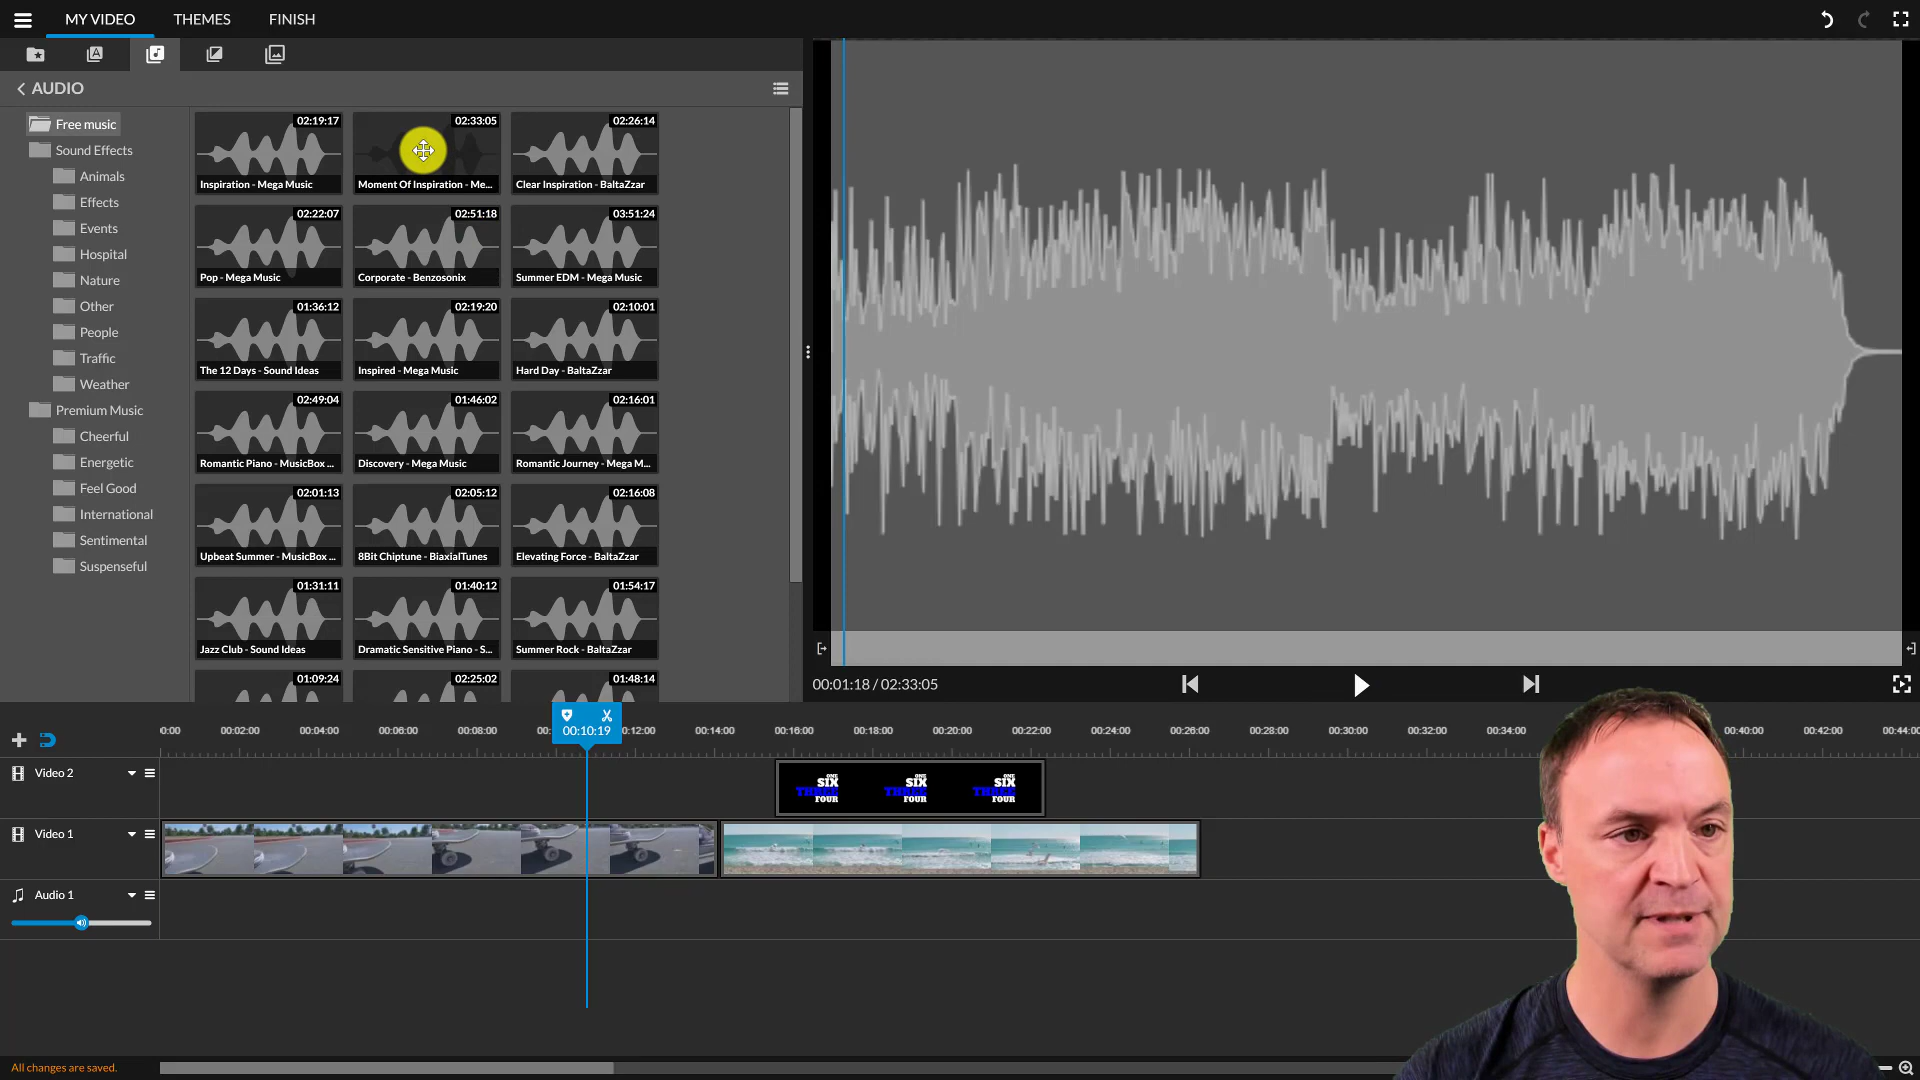 MY VIDEO THEMES FINISH
AUDIO
Free music
Sound Effects
Animals
Effects
Events
Hospital
Nature
Other
People
Traffic
Weather
Premium Music
Cheerful
Energetic
Feel Good
International
Sentimental
Suspenseful
02:19:17 02:33:05 02:26:14
Inspiration - Mega Music Moment Of Inspiration - Me... Clear Inspiration - BaltaZzar
02:22:07 02:51:18 03:51:24
Pop - Mega Music Corporate - Benzosonix Summer EDM - Mega Music
01:36:12 02:19:20 02:10:01
The 12 Days - Sound Ideas Inspired - Mega Music Hard Day - BaltaZzar
02:49:04 01:46:02 02:16:01
Romantic Piano - MusicBox ... Discovery - Mega Music Romantic Journey - Mega M...
02:01:13 02:05:12 02:16:08
Upbeat Summer - MusicBox ... 8Bit Chiptune - BiaxialTunes Elevating Force - BaltaZzar
01:31:11 01:40:12 01:54:17
Jazz Club - Sound Ideas Dramatic Sensitive Piano - S... Summer Rock - BaltaZzar
01:09:24 02:25:02 01:48:14
00:01:18 / 02:33:05
0:00 00:02:00 00:04:00 00:06:00 00:08:00 00:10:19 :12:00 00:14:00 00:16:00 00:18:00 00:20:00 00:22:00 00:24:00 00:26:00 00:28:00 00:30:00 00:32:00 00:34:00 00:40:00 00:42:00 00:44:00
Video 2
ONE ONE ONE
SIX SIX SIX
THREE THREE THREE
FOUR FOUR FOUR
Video 1
Audio 1
All changes are saved.